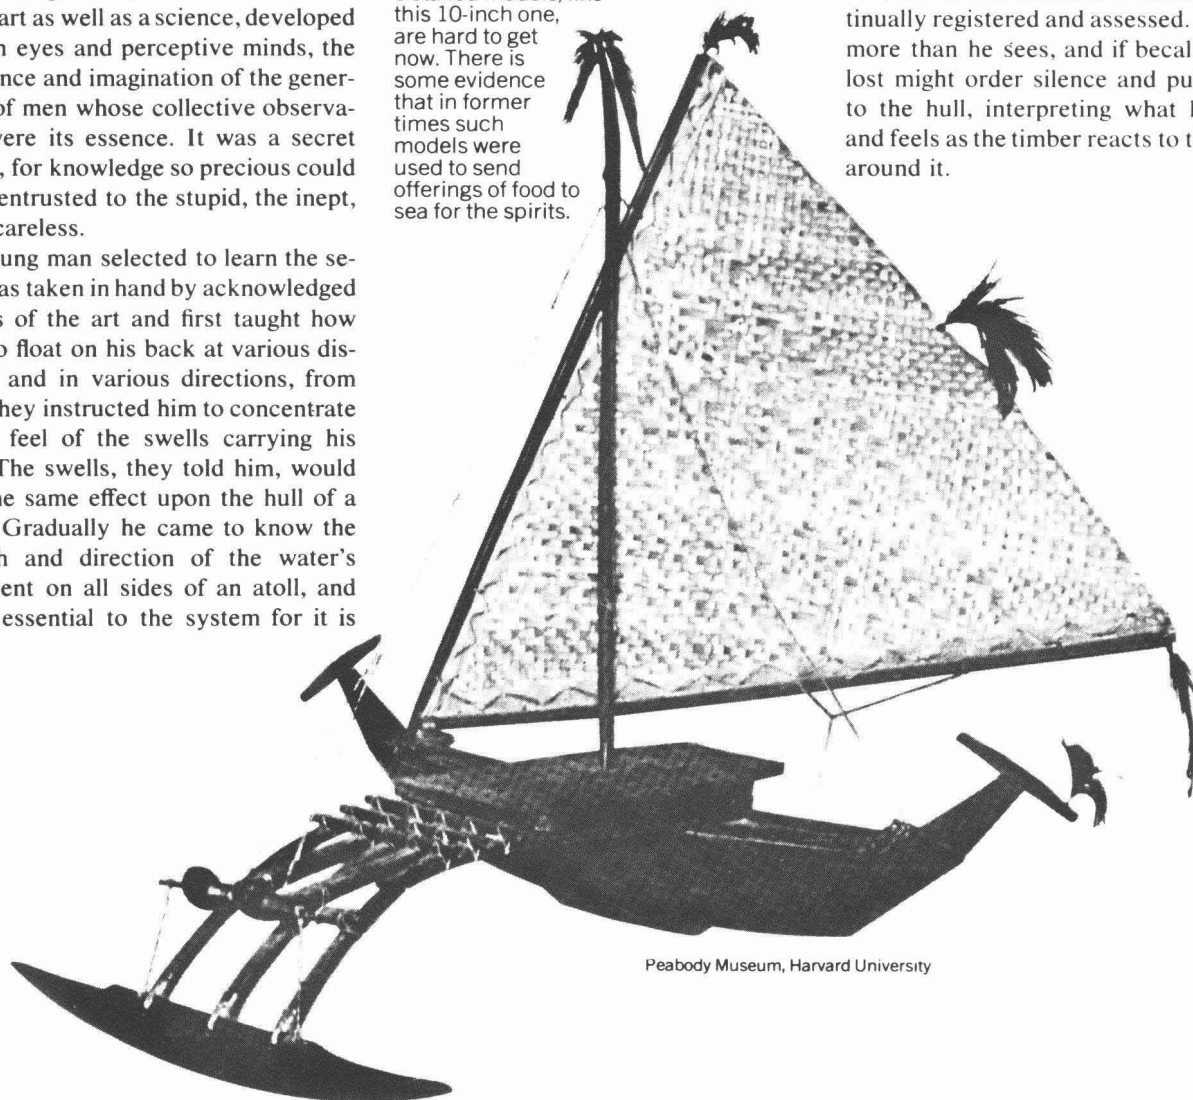 art as well as a science, developed
eyes and perceptive minds, the
and imagination of the gener-
of men whose collective observa-
its essence. It was a secret
for knowledge so precious could
entrusted to the stupid, the inept,
careless.
man selected to learn the se-
taken in hand by acknowledged
of the art and first taught how
float on his back at various dis-
and in various directions, from
they instructed him to concentrate
feel of the swells carrying his
The swells, they told him, would
same effect upon the hull of a
Gradually he came to know the
and direction of the water's
on all sides of an atoll, and
essential to the system for it is
this 10-inch one,
are hard to get
now. There is
some evidence
that in former
times such
models were
used to send
offerings of food to
sea for the spirits.
tinually registered and assessed.
more than he sees, and if becal
lost might order silence and pu
to the hull, interpreting what
and feels as the timber reacts to t
around it.
Peabody Museum, Harvard University